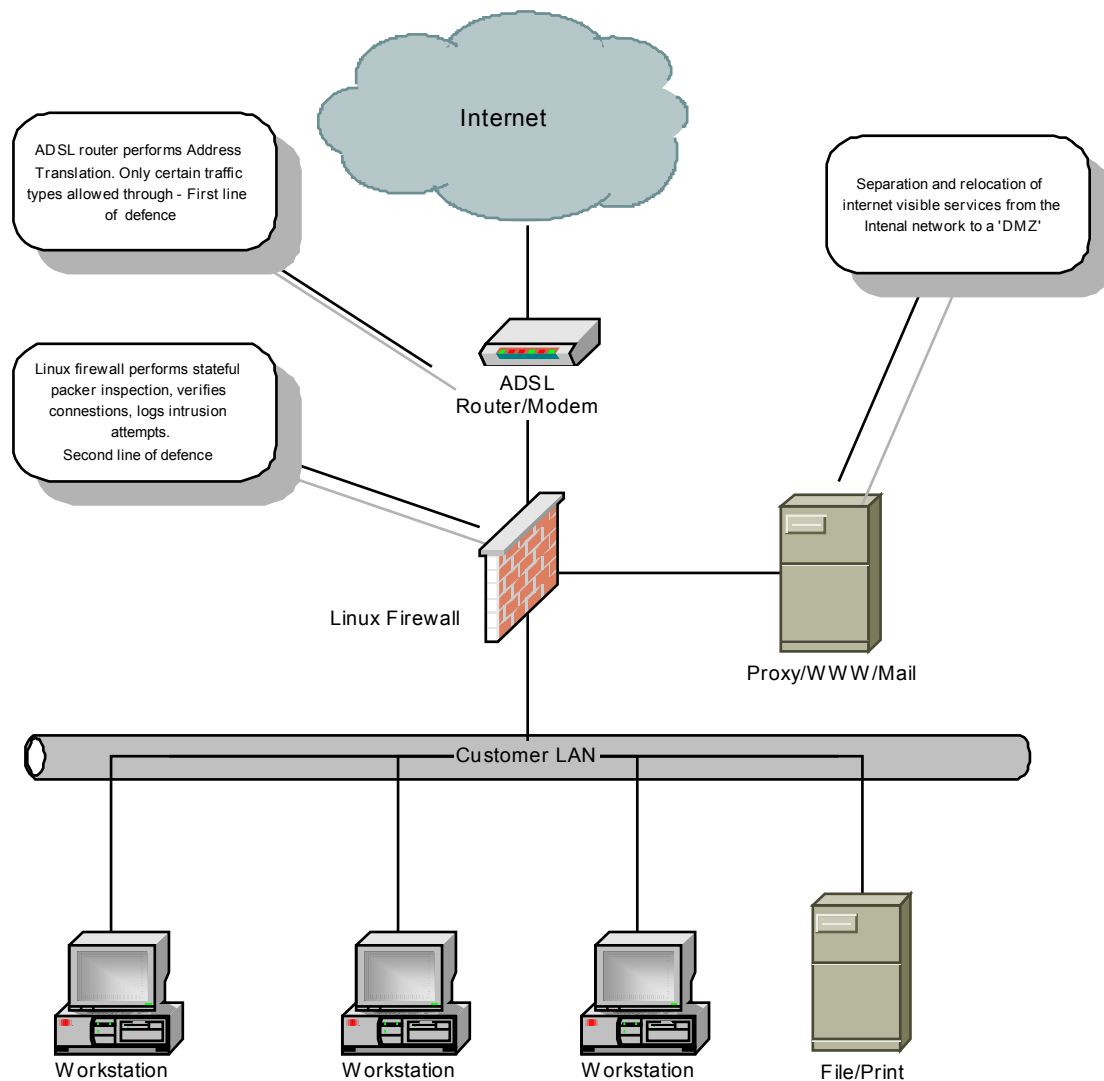 Internet
ADSL router performs Address
Translation. Only certain traffic
types allowed through - First line
of defence
Separation and relocation of
internet visible services from the
Intenal network to a 'DMZ'
ADSL
Router/Modem
Linux firewall performs stateful
packer inspection, verifies
connestions, logs intrusion
attempts.
Second line of defence
Linux Firewall
Proxy/WWW/Mail
Customer LAN
Workstation
Workstation
Workstation
File/Print